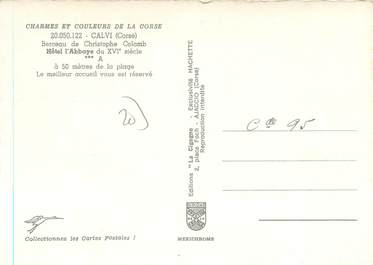 CHARMES ET COULEURS DE LA CORSE
20.050.122 - CALVI (Corse)
Berceau de Christophe Colomb
Hôtel l'Abbaye du XVIe siècle
*** A
à 50 mètres de la plage
Le meilleur accueil vous est réservé
20)
Collectionnez les Cartes Postales !
Editions "La Cigogne" - Exclusivité HACHETTE
2, place Foch - AJACCIO (Corse)
Reproduction interdite
MEXICHROME
95